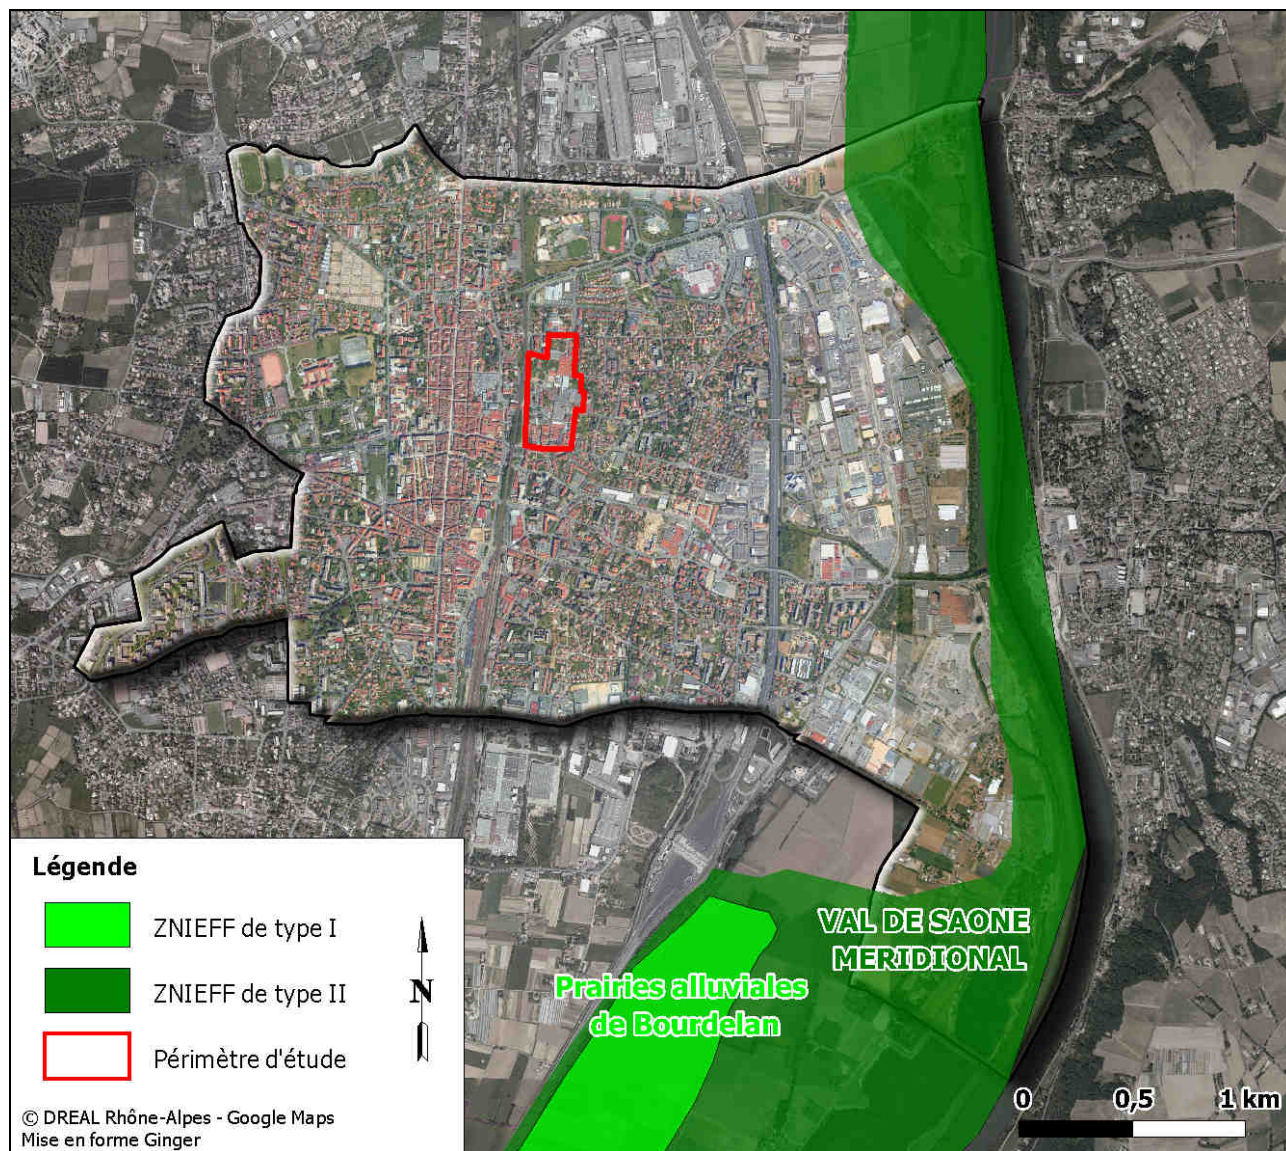 VAL DE SAONE
MERIDIONAL
Prairies alluviales
de Bourdelan
Légende
ZNIEFF de type I
ZNIEFF de type II
Périmètre d'étude
N
© DREAL Rhône-Alpes - Google Maps
Mise en forme Ginger
0 0,5 1 km